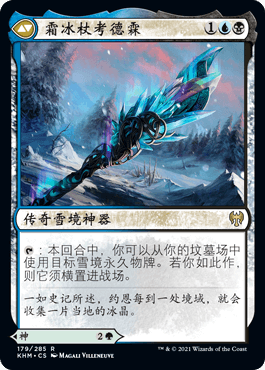 霜冰杖考德霖 1
传奇雪境神器
：本回合中，你可以从你的坟墓场中
使用目标雪境永久物牌。若你如此作，
则它须横置进战场。
一如史记所述，约恩每到一处境域，就会
收集一片当地的冰晶。
神 2
179/285 R
KHM • CS MAGALI VILLENEUVE
™ & © 2021 Wizards of the Coast